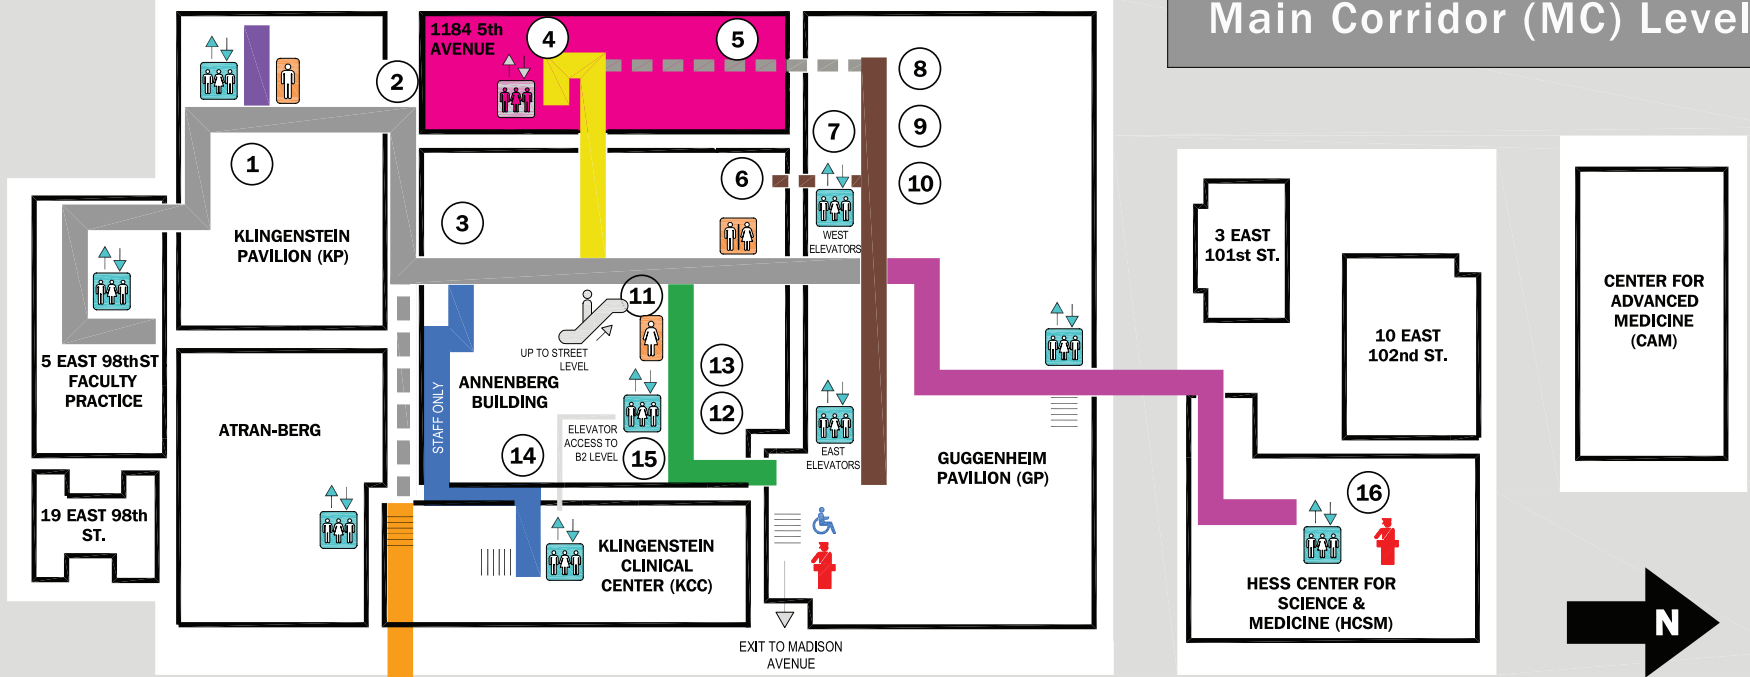 Main Corridor (MC) Level
1184 5th
AVENUE
4
5
2
8
9
10
7
1
6
3
KLINGENSTEIN
PAVILION (KP)
WEST
ELEVATORS
3 EAST
101st ST.
CENTER FOR
ADVANCED
MEDICINE
(CAM)
11
UP TO STREET
LEVEL
10 EAST
102nd ST.
5 EAST 98thST
FACULTY
PRACTICE
13
12
STAFF ONLY
ANNENBERG
BUILDING
ATRAN-BERG
ELEVATOR
ACCESS TO
B2 LEVEL
14
15
EAST
ELEVATORS
GUGGENHEIM
PAVILION (GP)
16
19 EAST 98th
ST.
KLINGENSTEIN
CLINICAL
CENTER (KCC)
HESS CENTER FOR
SCIENCE &
MEDICINE (HCSM)
N
EXIT TO MADISON
AVENUE